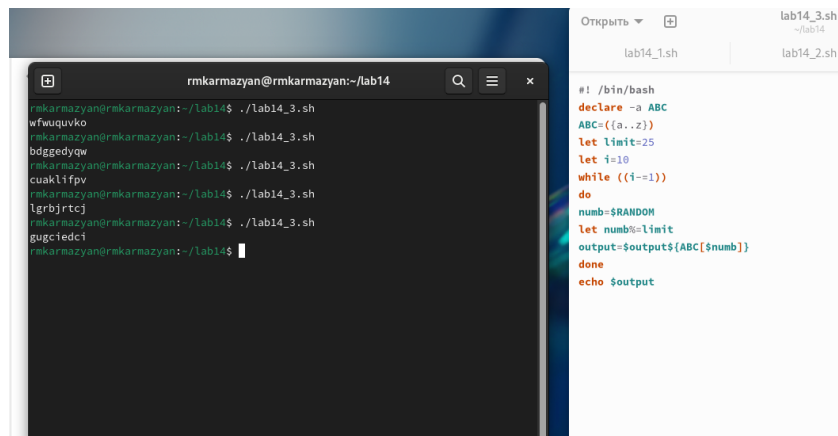 rmkarmazyan@rmkarmazyan:~/lab14
rmkarmazyan@rmkarmazyan:~/lab14$ ./lab14_3.sh
wfwuquvko
rmkarmazyan@rmkarmazyan:~/lab14$ ./lab14_3.sh
bdggedyqw
rmkarmazyan@rmkarmazyan:~/lab14$ ./lab14_3.sh
cuaklifpv
rmkarmazyan@rmkarmazyan:~/lab14$ ./lab14_3.sh
lgrbjrtcj
rmkarmazyan@rmkarmazyan:~/lab14$ ./lab14_3.sh
gugciedci
rmkarmazyan@rmkarmazyan:~/lab14$
Открыть
lab14_3.sh
~/lab14
lab14_1.sh
lab14_2.sh
#! /bin/bash
declare -a ABC
ABC=({a..z})
let limit=25
let i=10
while ((i-=1))
do
numb=$RANDOM
let numb%=limit
output=$output${ABC[$numb]}
done
echo $output